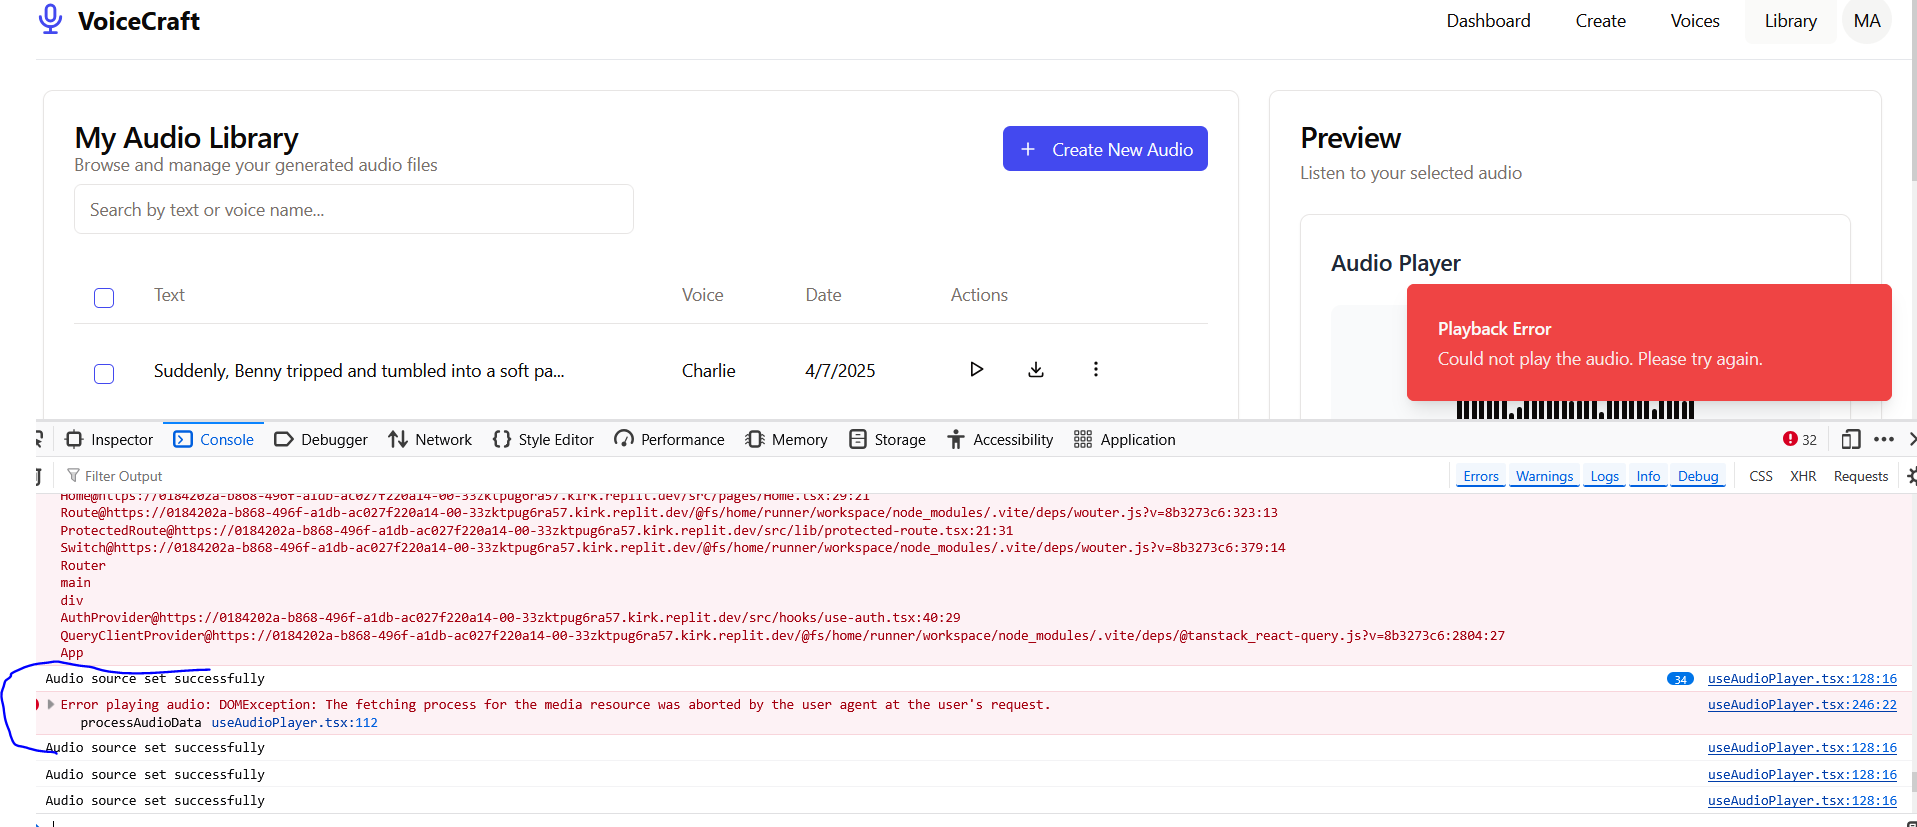 VoiceCraft
Dashboard Create Voices Library MA
My Audio Library
Browse and manage your generated audio files
+ Create New Audio
Search by text or voice name...
Text Voice Date Actions
Suddenly, Benny tripped and tumbled into a soft pa... Charlie 4/7/2025
Preview
Listen to your selected audio
Audio Player
Playback Error
Could not play the audio. Please try again.
Inspector Console Debugger Network Style Editor Performance Memory Storage Accessibility Application 32
Filter Output Errors Warnings Logs Info Debug CSS XHR Requests
Home@https://0184202a-b868-496f-a1db-ac027f220a14-00-33zktpug6ra57.kirk.replit.dev/src/pages/Home.tsx:29:21
Route@https://0184202a-b868-496f-a1db-ac027f220a14-00-33zktpug6ra57.kirk.replit.dev/@fs/home/runner/workspace/node_modules/.vite/deps/wouter.js?v=8b3273c6:323:13
ProtectedRoute@https://0184202a-b868-496f-a1db-ac027f220a14-00-33zktpug6ra57.kirk.replit.dev/src/lib/protected-route.tsx:21:31
Switch@https://0184202a-b868-496f-a1db-ac027f220a14-00-33zktpug6ra57.kirk.replit.dev/@fs/home/runner/workspace/node_modules/.vite/deps/wouter.js?v=8b3273c6:379:14
Router
main
div
AuthProvider@https://0184202a-b868-496f-a1db-ac027f220a14-00-33zktpug6ra57.kirk.replit.dev/src/hooks/use-auth.tsx:40:29
QueryClientProvider@https://0184202a-b868-496f-a1db-ac027f220a14-00-33zktpug6ra57.kirk.replit.dev/@fs/home/runner/workspace/node_modules/.vite/deps/@tanstack_react-query.js?v=8b3273c6:2804:27
App
Audio source set successfully 34 useAudioPlayer.tsx:128:16
Error playing audio: DOMException: The fetching process for the media resource was aborted by the user agent at the user's request. useAudioPlayer.tsx:246:22
processAudioData useAudioPlayer.tsx:112
Audio source set successfully useAudioPlayer.tsx:128:16
Audio source set successfully useAudioPlayer.tsx:128:16
Audio source set successfully useAudioPlayer.tsx:128:16